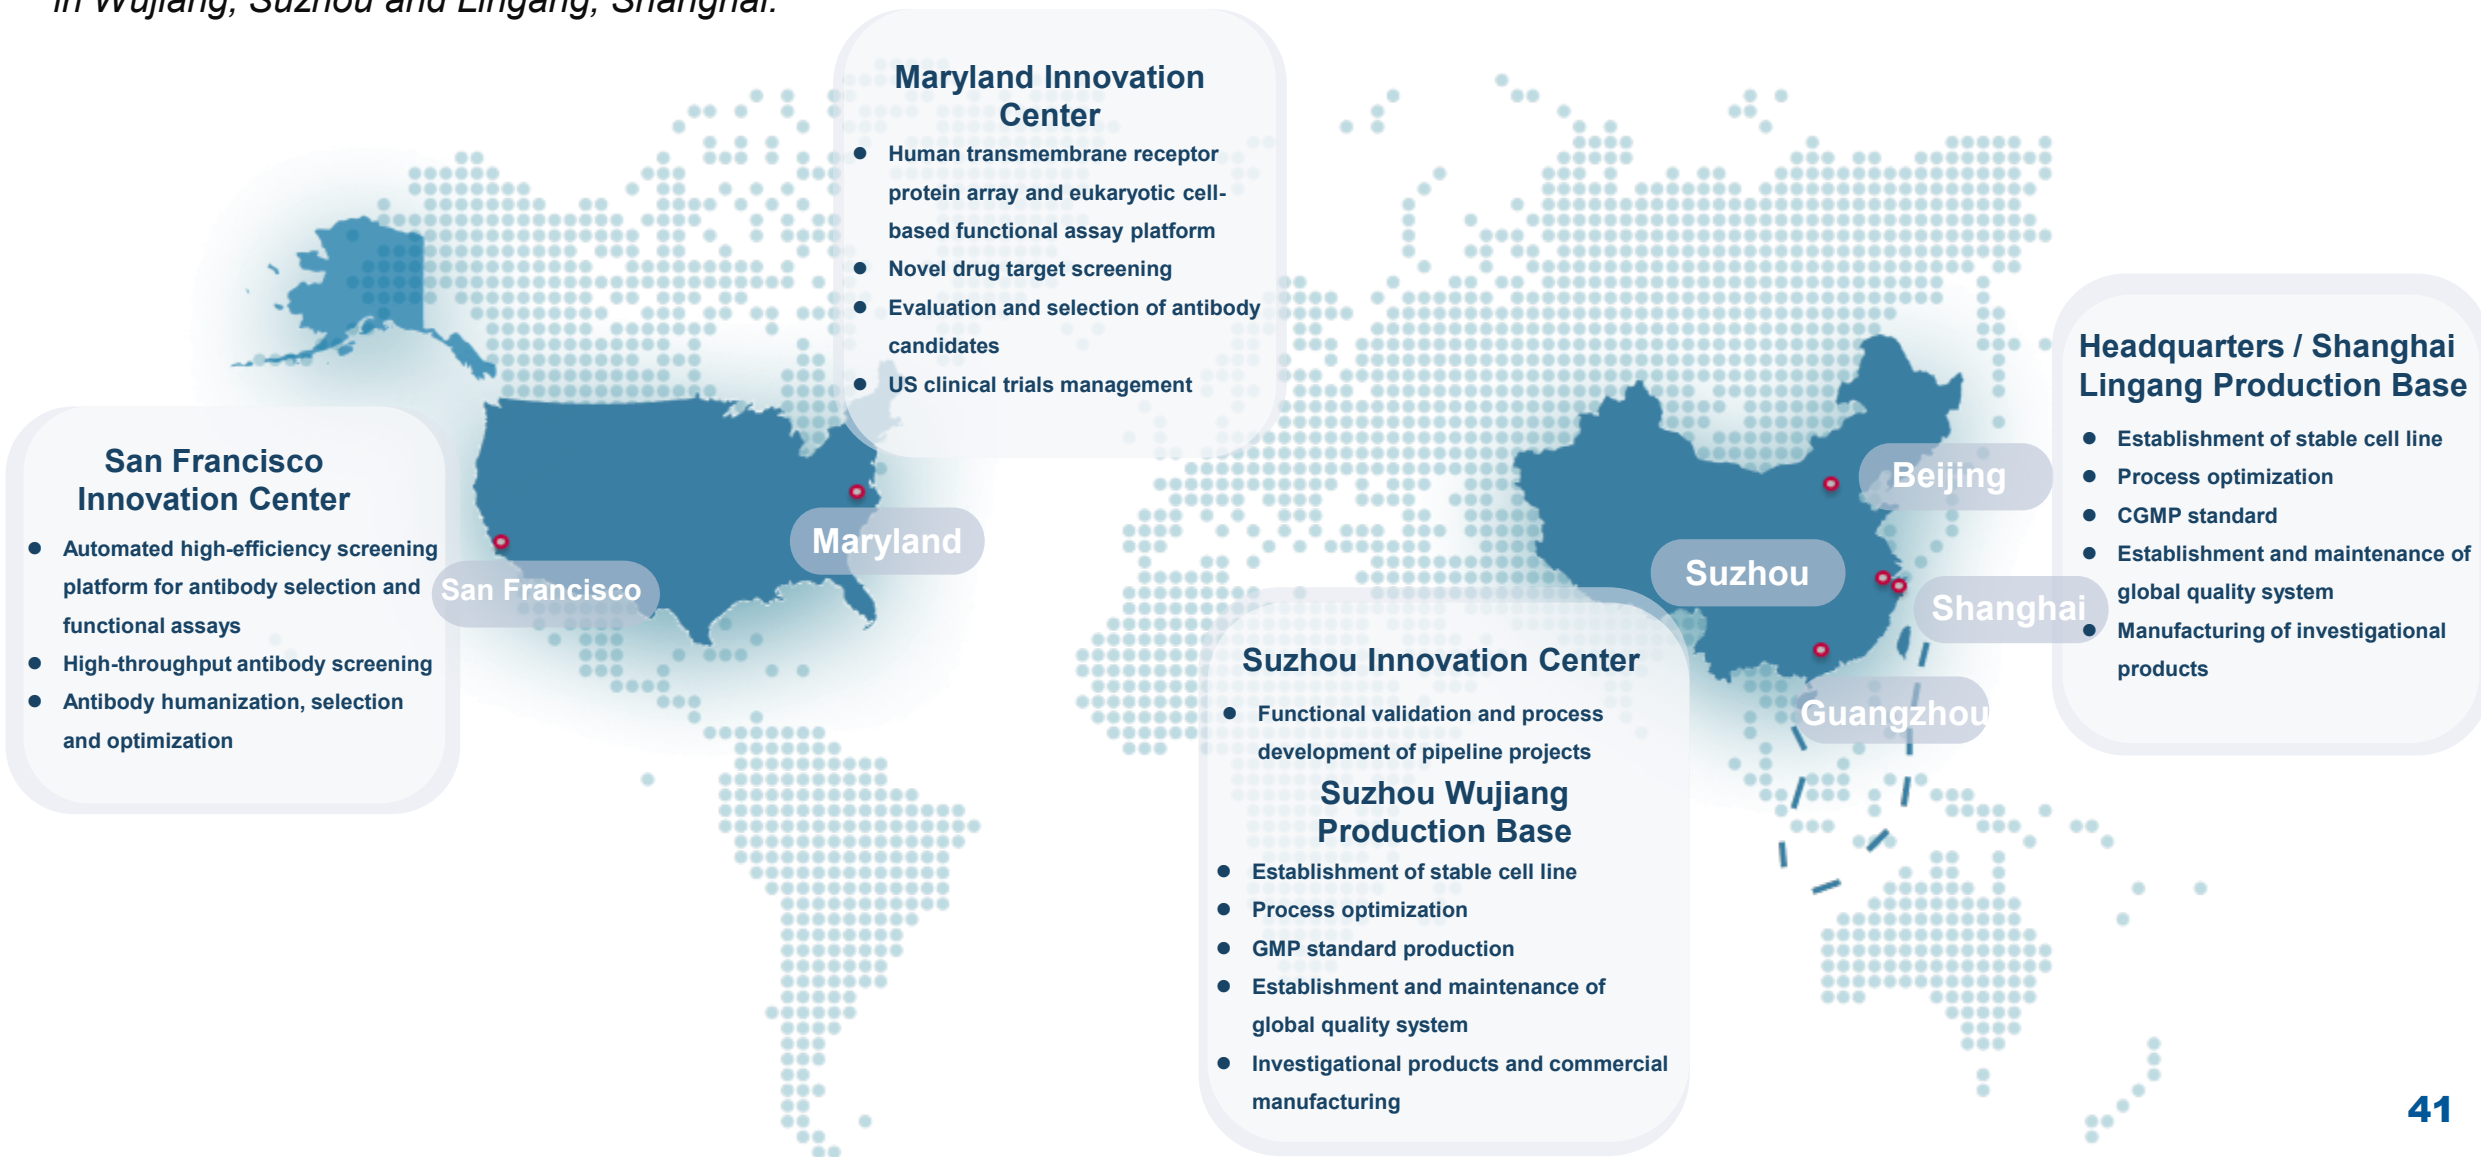 in Wujiang, Suzhou and Lingang, Shanghai.
Maryland Innovation
Center
● Human transmembrane receptor
protein array and eukaryotic cell-
based functional assay platform
● Novel drug target screening
● Evaluation and selection of antibody
candidates
● US clinical trials management
San Francisco
Innovation Center
● Automated high-efficiency screening
platform for antibody selection and
functional assays
● High-throughput antibody screening
● Antibody humanization, selection
and optimization
San Francisco
Maryland
Suzhou Innovation Center
● Functional validation and process
development of pipeline projects
Suzhou Wujiang
Production Base
● Establishment of stable cell line
● Process optimization
● GMP standard production
● Establishment and maintenance of
global quality system
● Investigational products and commercial
manufacturing
Beijing
Suzhou
Shanghai
Guangzhou
Headquarters / Shanghai
Lingang Production Base
● Establishment of stable cell line
● Process optimization
● CGMP standard
● Establishment and maintenance of
global quality system
● Manufacturing of investigational
products
41